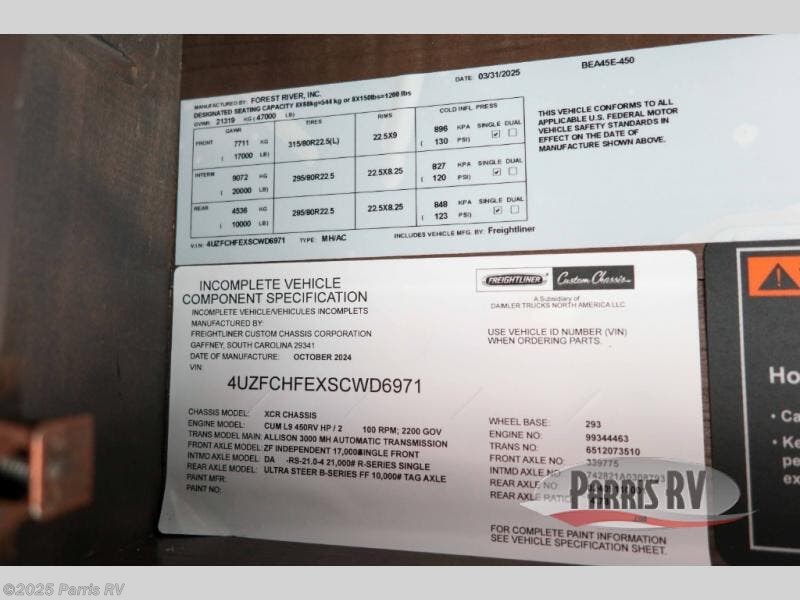 MANUFACTURED BY: FOREST RIVER, INC. DATE: 03/31/2025 BEA45E-450
DESIGNATED SEATING CAPACITY 8X68kg=544 kg or 8X150lbs=1200 lbs
GVWR: 21319 KG ( 47000 LB)
GAWR TIRES RIMS COLD INFL. PRESS
FRONT 7711 KG 315/80R22.5(L) 22.5X9 896 KPA SINGLE DUAL
( 17000 LB) ( 130 PSI)
INTERM 9072 KG 295/80R22.5 22.5X8.25 827 KPA SINGLE DUAL
( 20000 LB) ( 120 PSI)
REAR 4536 KG 295/80R22.5 22.5X8.25 848 KPA SINGLE DUAL
( 10000 LB) ( 123 PSI)
V.I.N: 4UZFCHFEXSCWD6971 TYPE: MH/AC INCLUDES VEHICLE MFG. BY: Freightliner
THIS VEHICLE CONFORMS TO ALL
APPLICABLE U.S. FEDERAL MOTOR
VEHICLE SAFETY STANDARDS IN
EFFECT ON THE DATE OF
MANUFACTURE SHOWN ABOVE.
INCOMPLETE VEHICLE
COMPONENT SPECIFICATION
INCOMPLETE VEHICLE/VEHICULES INCOMPLETS
MANUFACTURED BY:
FREIGHTLINER CUSTOM CHASSIS CORPORATION
GAFFNEY, SOUTH CAROLINA 29341
DATE OF MANUFACTURE: OCTOBER 2024
VIN:
4UZFCHFEXSCWD6971
FREIGHTLINER Custom Chassis
A Subsidiary of
DAIMLER TRUCKS NORTH AMERICA LLC
USE VEHICLE ID NUMBER (VIN)
WHEN ORDERING PARTS.
CHASSIS MODEL: XCR CHASSIS
ENGINE MODEL: CUM L9 450RV HP / 2 100 RPM; 2200 GOV
TRANS MODEL MAIN: ALLISON 3000 MH AUTOMATIC TRANSMISSION
FRONT AXLE MODEL: ZF INDEPENDENT 17,000# SINGLE FRONT
INTMD AXLE MODEL: DA -RS-21.0-4 21,000# R-SERIES SINGLE
REAR AXLE MODEL: ULTRA STEER B-SERIES FF 10,000# TAG AXLE
PAINT MFR:
PAINT NO:
WHEEL BASE: 293
ENGINE NO: 99344463
TRANS NO: 6512073510
FRONT AXLE NO: 339775
INTMD AXLE NO:
REAR AXLE NO:
REAR AXLE RATIO
FOR COMPLETE PAINT INFORMATION
SEE VEHICLE SPECIFICATION SHEET.
Ho
• Ca
• Ke
pe
ex
PARRIS RV
©2025 Parris RV